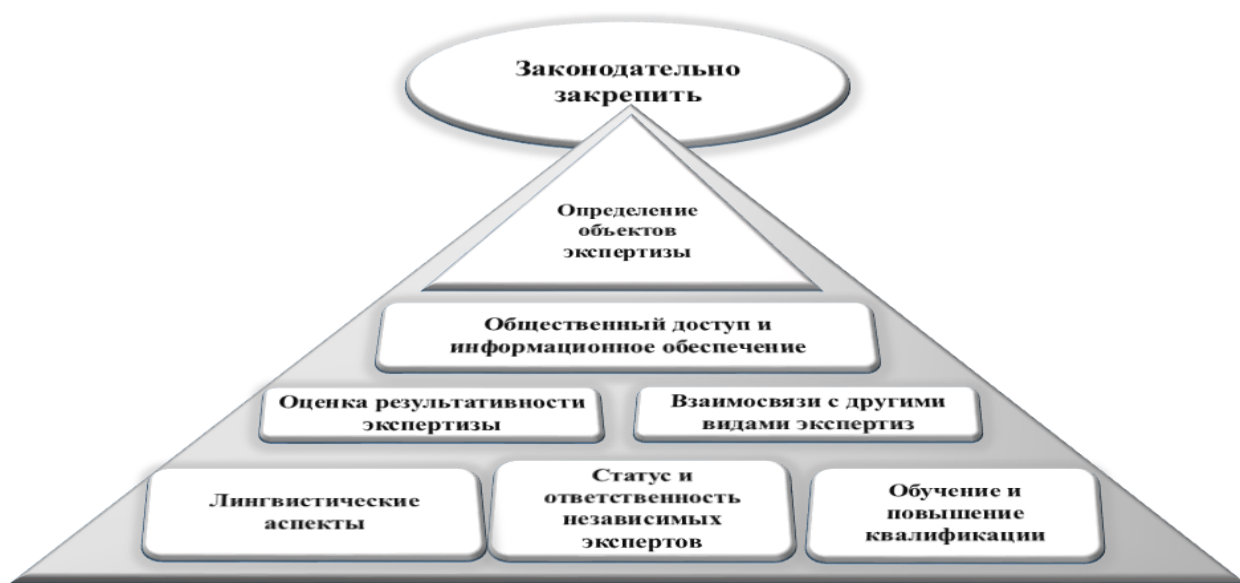 Законодательно
закрепить
Определение
объектов
экспертизы
Общественный доступ и
информационное обеспечение
Оценка результативности
экспертизы
Взаимосвязи с другими
видами экспертиз
Лингвистические
аспекты
Статус и
ответственность
независимых
экспертов
Обучение и
повышение
квалификации